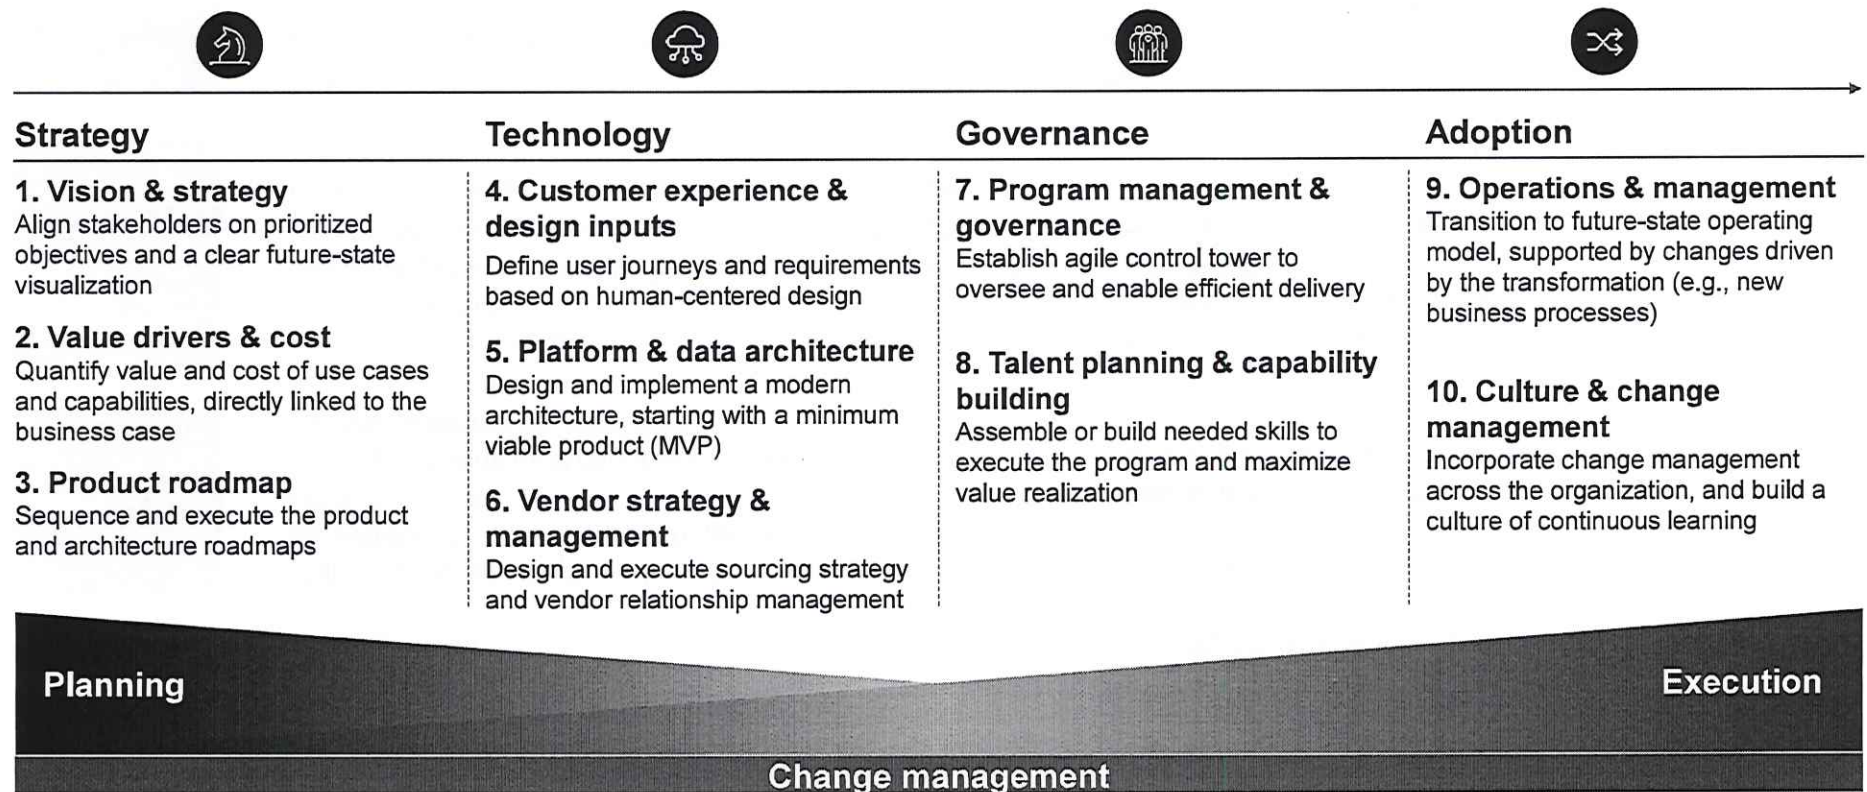 Strategy
1. Vision & strategy
Align stakeholders on prioritized
objectives and a clear future-state
visualization
2. Value drivers & cost
Quantify value and cost of use cases
and capabilities, directly linked to the
business case
3. Product roadmap
Sequence and execute the product
and architecture roadmaps
Technology
4. Customer experience &
design inputs
Define user journeys and requirements
based on human-centered design
5. Platform & data architecture
Design and implement a modern
architecture, starting with a minimum
viable product (MVP)
6. Vendor strategy &
management
Design and execute sourcing strategy
and vendor relationship management
Governance
7. Program management &
governance
Establish agile control tower to
oversee and enable efficient delivery
8. Talent planning & capability
building
Assemble or build needed skills to
execute the program and maximize
value realization
Adoption
9. Operations & management
Transition to future-state operating
model, supported by changes driven
by the transformation (e.g., new
business processes)
10. Culture & change
management
Incorporate change management
across the organization, and build a
culture of continuous learning
Planning
Execution
Change management